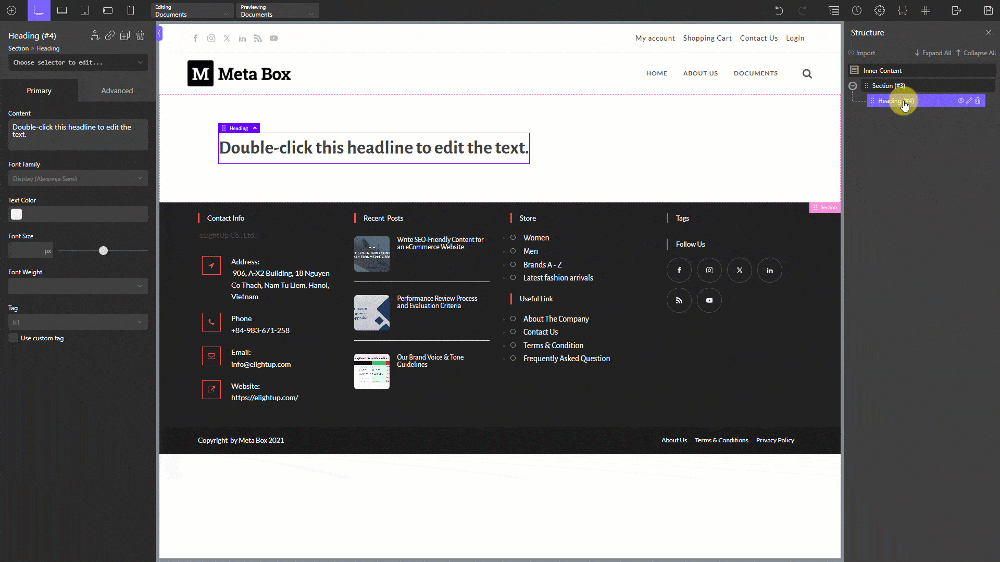 Editing
Documents
Previewing
Documents
Heading (#4)
Section > Heading
Choose selector to edit...
Primary
Advanced
Content
Double-click this headline to edit the
text.
Font Family
Display (Alegreya Sans)
Text Color
Font Size
px
Font Weight
Tag
H1
Use custom tag
My account
Shopping Cart
Contact Us
Login
M Meta Box
HOME
ABOUT US
DOCUMENTS
Heading
Double-click this headline to edit the text.
Section
Contact Info
eLightUp Co., Ltd.
Address:
906, A-X2 Building, 18 Nguyen
Co Thach, Nam Tu Liem, Hanoi,
Vietnam
Phone
+84-983-671-258
Email:
info@elightup.com
Website:
https://elightup.com/
Recent Posts
Write SEO-Friendly Content for
an eCommerce Website
Performance Review Process
and Evaluation Criteria
Our Brand Voice & Tone
Guidelines
Store
Women
Men
Brands A - Z
Latest fashion arrivals
Useful Link
About The Company
Contact Us
Terms & Condition
Frequently Asked Question
Tags
Follow Us
Copyright by Meta Box 2021
About Us
Terms & Conditions
Privacy Policy
Structure
Import
Expand All
Collapse All
Inner Content
Section (#3)
Heading (#4)